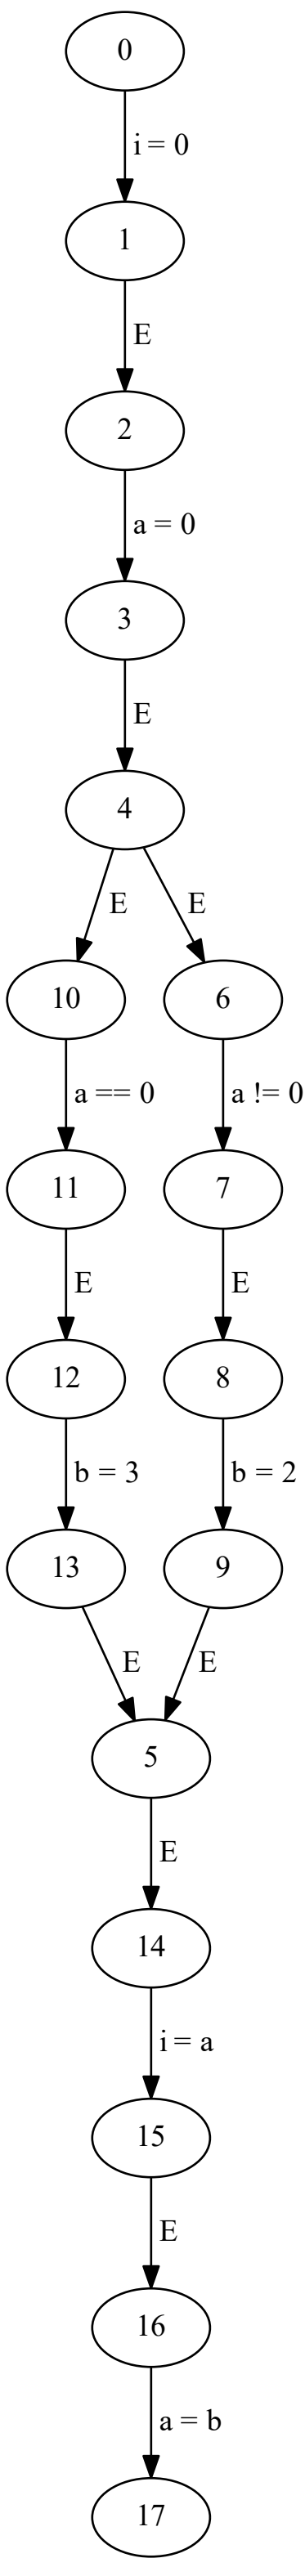 0
i = 0
1
E
2
a = 0
3
E
4
E E
10 6
a == 0 a != 0
11 7
E E
12 8
b = 3 b = 2
13 9
E E
5
E
14
i = a
15
E
16
a = b
17